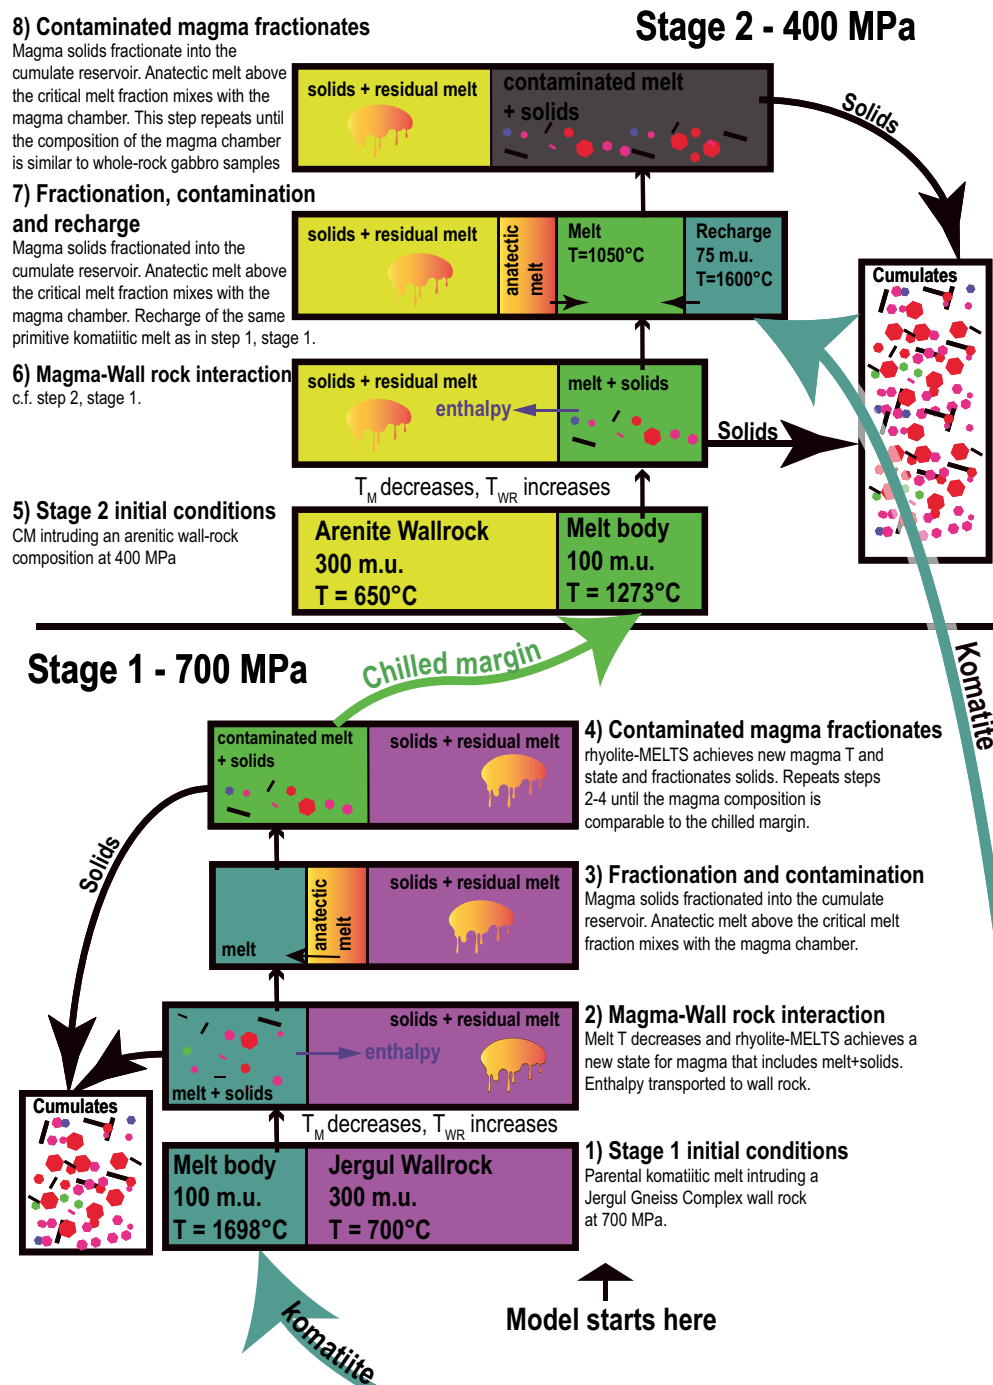 Stage 2 - 400 MPa
8) Contaminated magma fractionates
Magma solids fractionate into the
cumulate reservoir. Anatectic melt above
the critical melt fraction mixes with the
magma chamber. This step repeats until
the composition of the magma chamber
is similar to whole-rock gabbro samples
solids + residual melt
contaminated melt
+ solids
Solids
7) Fractionation, contamination
and recharge
Magma solids fractionated into the
cumulate reservoir. Anatectic melt above
the critical melt fraction mixes with the
magma chamber. Recharge of the same
primitive komatiitic melt as in step 1, stage 1.
solids + residual melt
anatectic
melt
Melt
T=1050°C
Recharge
75 m.u.
T=1600°C
Cumulates
6) Magma-Wall rock interaction
c.f. step 2, stage 1.
solids + residual melt
enthalpy
melt + solids
Solids
TM decreases, TWR increases
5) Stage 2 initial conditions
CM intruding an arenitic wall-rock
composition at 400 MPa
Arenite Wallrock
300 m.u.
T = 650°C
Melt body
100 m.u.
T = 1273°C
Komatiite
Stage 1 - 700 MPa
Chilled margin
contaminated melt
+ solids
solids + residual melt
4) Contaminated magma fractionates
rhyolite-MELTS achieves new magma T and
state and fractionates solids. Repeats steps
2-4 until the magma composition is
comparable to the chilled margin.
Solids
melt
anatectic
melt
solids + residual melt
3) Fractionation and contamination
Magma solids fractionated into the cumulate
reservoir. Anatectic melt above the critical melt
fraction mixes with the magma chamber.
melt + solids
enthalpy
solids + residual melt
2) Magma-Wall rock interaction
Melt T decreases and rhyolite-MELTS achieves a
new state for magma that includes melt+solids.
Enthalpy transported to wall rock.
Cumulates
TM decreases, TWR increases
Melt body
100 m.u.
T = 1698°C
Jergul Wallrock
300 m.u.
T = 700°C
1) Stage 1 initial conditions
Parental komatiitic melt intruding a
Jergul Gneiss Complex wall rock
at 700 MPa.
komatiite
Model starts here